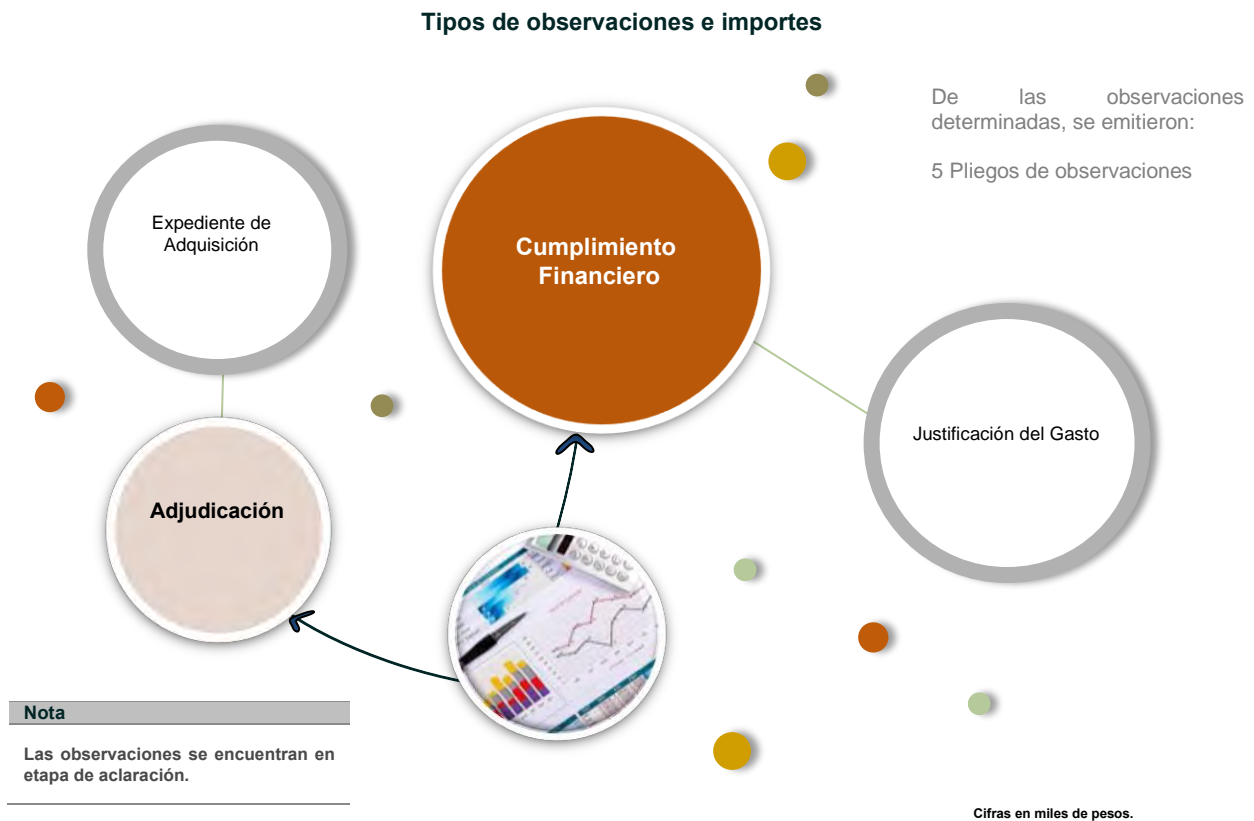 Tipos de observaciones e importes
De las observaciones
determinadas, se emitieron:
5 Pliegos de observaciones
Expediente de
Adquisición
Cumplimiento
Financiero
Justificación del Gasto
Adjudicación
Nota
Las observaciones se encuentran en
etapa de aclaración.
Cifras en miles de pesos.